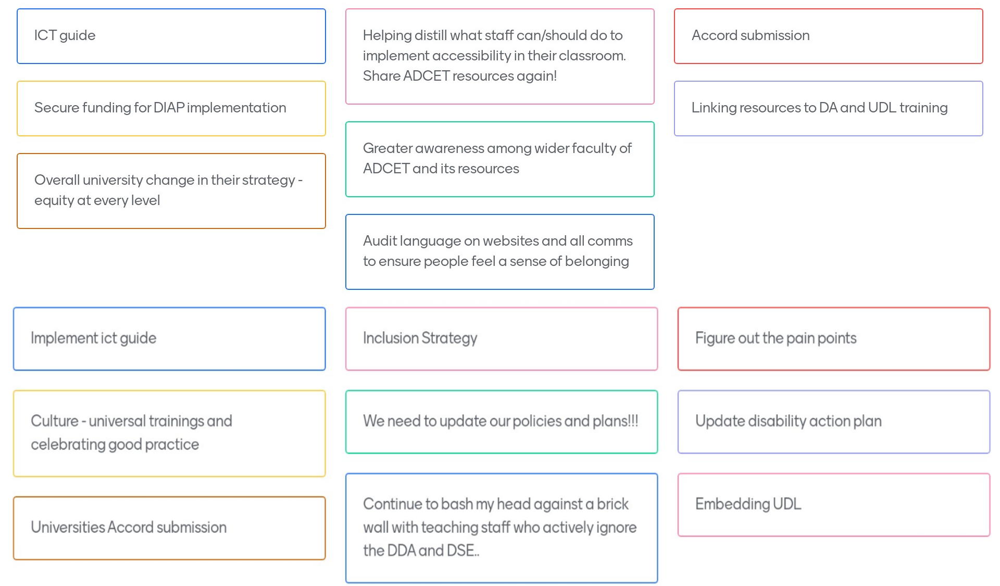 ICT guide
Secure funding for DIAP implementation
Overall university change in their strategy -
equity at every level
Helping distill what staff can/should do to
implement accessibility in their classroom.
Share ADCET resources again!
Greater awareness among wider faculty of
ADCET and its resources
Audit language on websites and all comms
to ensure people feel a sense of belonging
Accord submission
Linking resources to DA and UDL training
Implement ict guide
Culture - universal trainings and
celebrating good practice
Universities Accord submission
Inclusion Strategy
We need to update our policies and plans!!!
Continue to bash my head against a brick
wall with teaching staff who actively ignore
the DDA and DSE..
Figure out the pain points
Update disability action plan
Embedding UDL